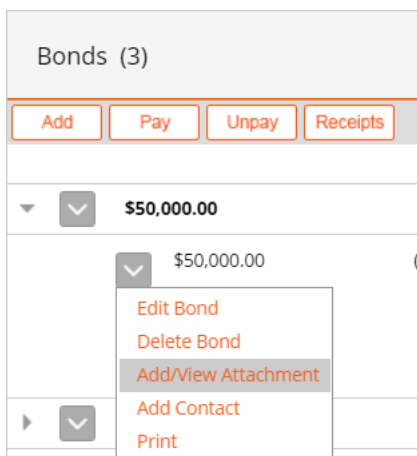 Bonds (3)
Add Pay Unpay Receipts
$50,000.00
$50,000.00 (
Edit Bond
Delete Bond
Add/View Attachment
Add Contact
Print